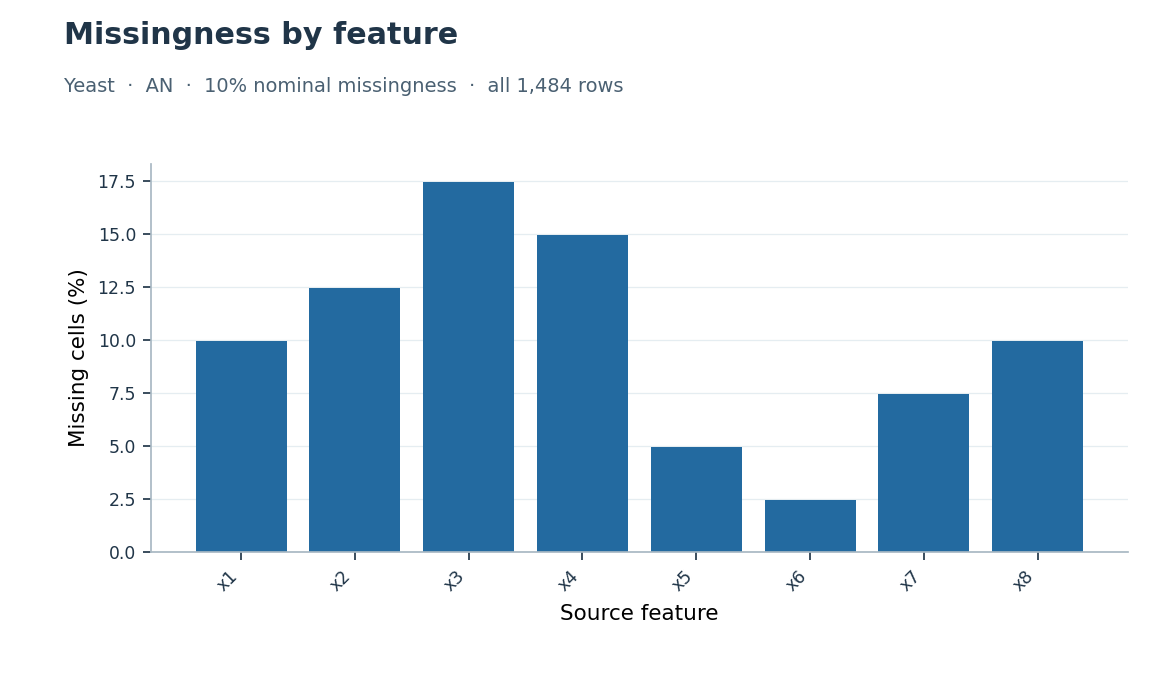 Missingness by feature
Yeast · AN · 10% nominal missingness · all 1,484 rows
Missing cells (%)
17.5
15.0
12.5
10.0
7.5
5.0
2.5
0.0
x1 x2 x3 x4 x5 x6 x7 x8
Source feature